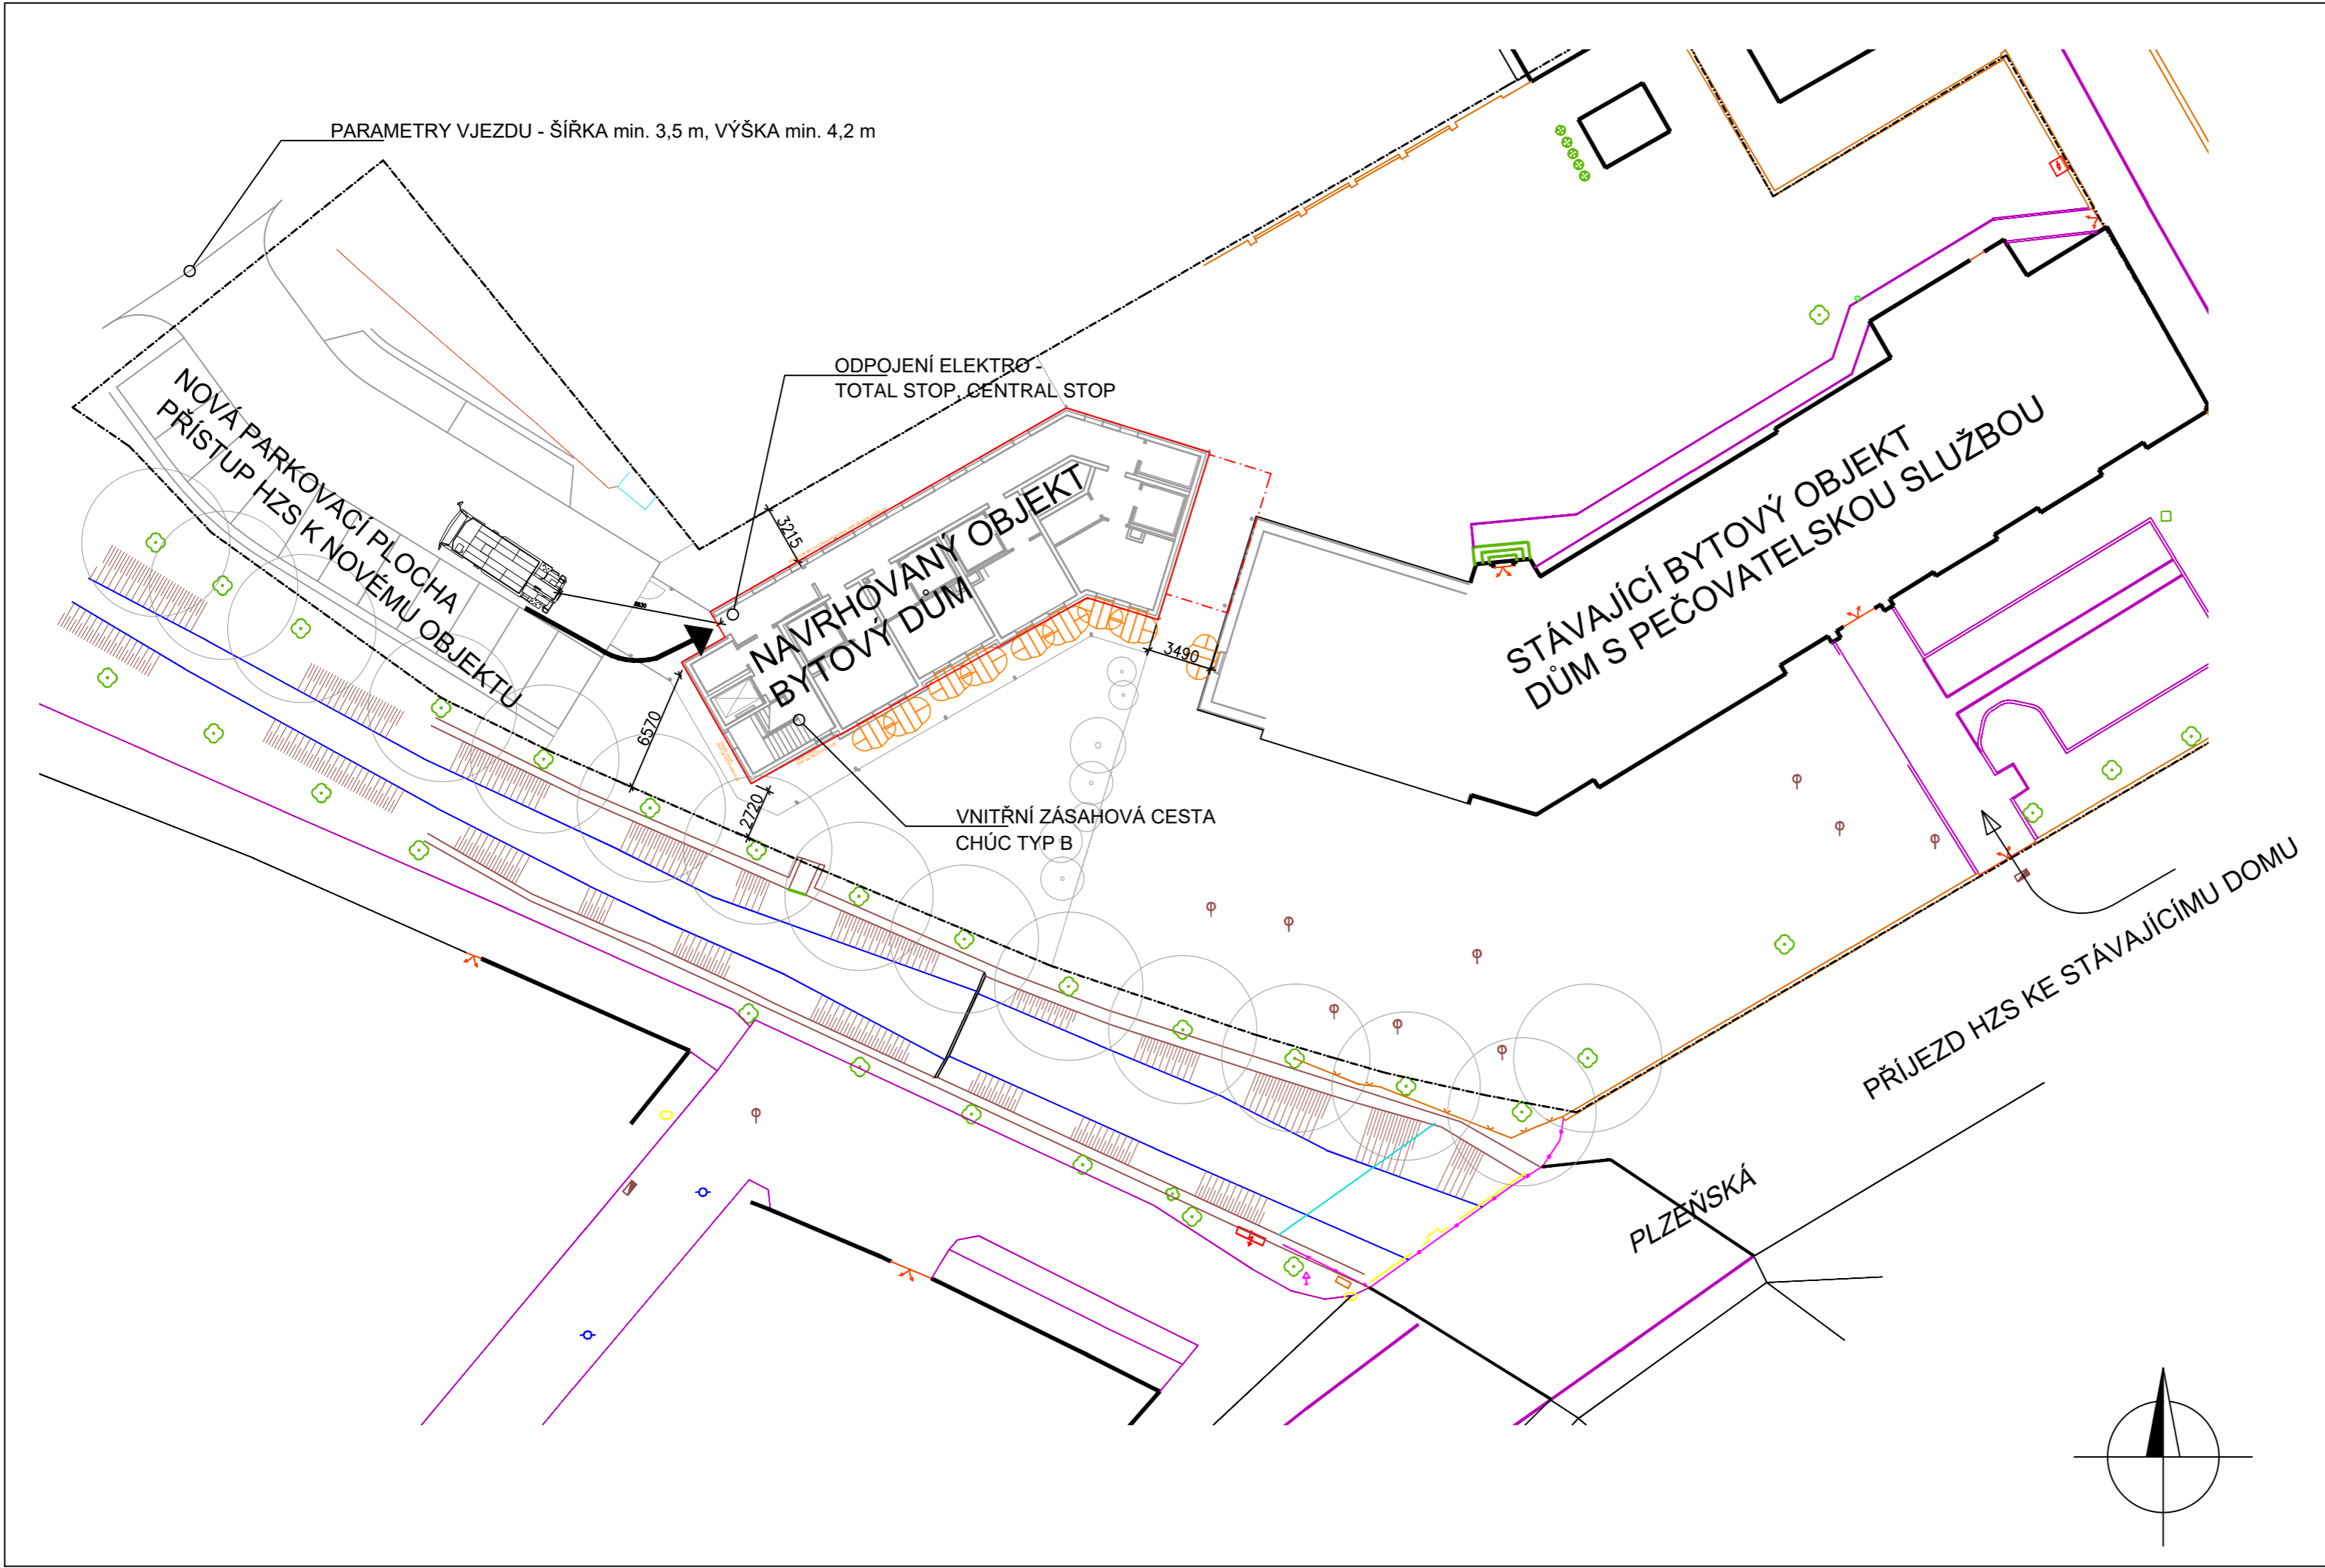 PARAMETRY VJEZDU - ŠÍŘKA min. 3,5 m, VÝŠKA min. 4,2 m
ODPOJENÍ ELEKTRO -
TOTAL STOP, CENTRAL STOP
NOVÁ PARKOVACÍ PLOCHA
PŘÍSTUP HZS K NOVÉMU OBJEKTU
3215
NAVRHOVANÝ OBJEKT
BYTOVÝ DŮM
STÁVAJÍCÍ BYTOVÝ OBJEKT
DŮM S PEČOVATELSKOU SLUŽBOU
3490
6570
2720
VNITŘNÍ ZÁSAHOVÁ CESTA
CHÚC TYP B
PŘÍJEZD HZS KE STÁVAJÍCÍMU DOMU
PLZEŇSKÁ